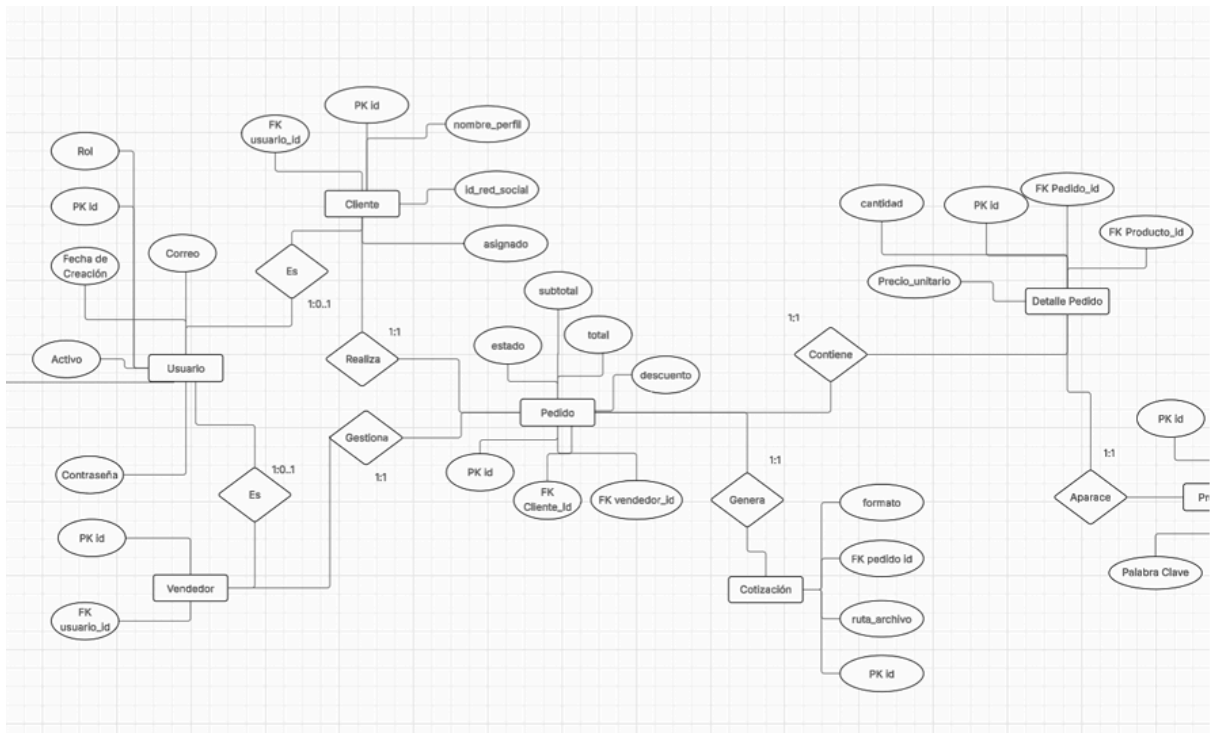 PK id
FK
usuario_id
nombre_perfil
Rol
id_red_social
Cliente
PK id
asignado
Correo
Fecha de
Creación
Es
1:0..1
Activo
Usuario
1:1
Realiza
Contraseña
1:0..1
Es
Gestiona
1:1
PK id
Vendedor
FK
usuario_id
subtotal
estado
total
descuento
Pedido
PK id
FK
Cliente_id
FK vendedor_id
1:1
Contiene
1:1
Genera
Cotización
formato
FK pedido id
ruta_archivo
PK id
cantidad
PK id
FK Pedido_id
FK Producto_id
Precio_unitario
Detalle Pedido
1:1
Aparace
PK id
Pr
Palabra Clave